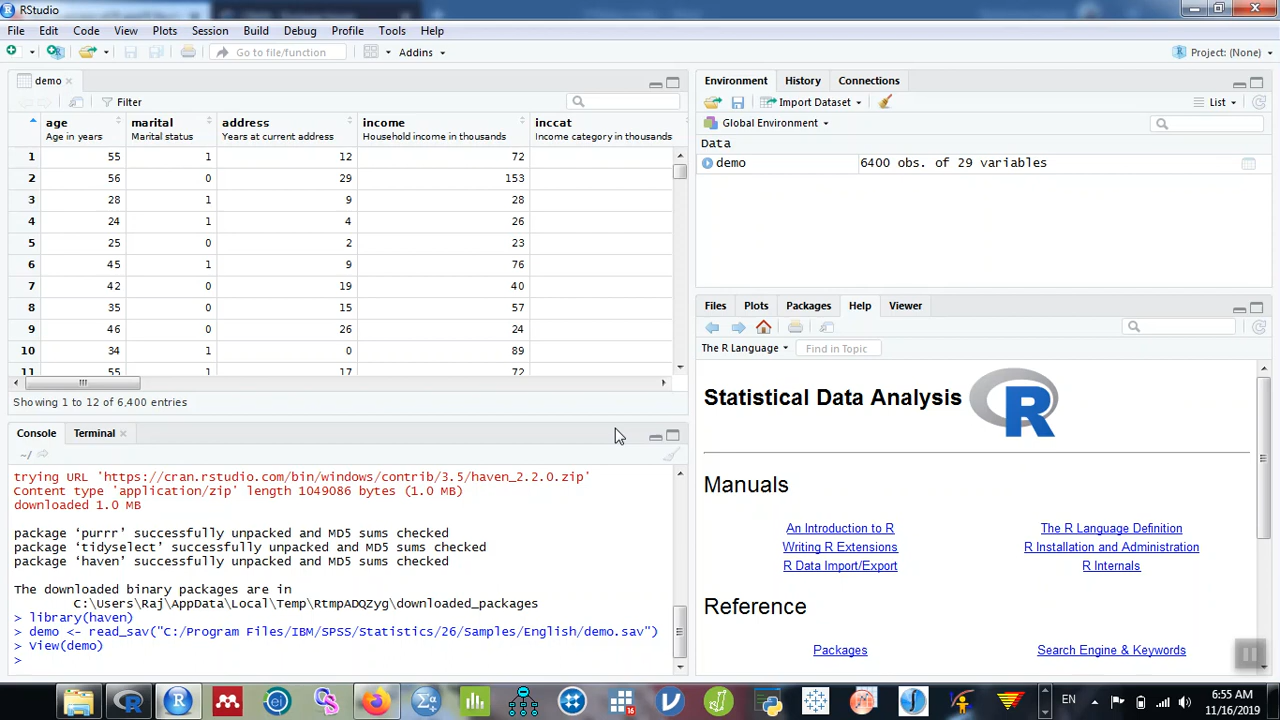 RStudio
File Edit Code View Plots Session Build Debug Profile Tools Help
Go to file/function Addins Project: (None)
demo
Filter
age marital address income inccat
Age in years Marital status Years at current address Household income in thousands Income category in thousands
1 55 1 12 72
2 56 0 29 153
3 28 1 9 28
4 24 1 4 26
5 25 0 2 23
6 45 1 9 76
7 42 0 19 40
8 35 0 15 57
9 46 0 26 24
10 34 1 0 89
11 55 1 17 72
Showing 1 to 12 of 6,400 entries
Console Terminal
~/
trying URL 'https://cran.rstudio.com/bin/windows/contrib/3.5/haven_2.2.0.zip'
Content type 'application/zip' length 1049086 bytes (1.0 MB)
downloaded 1.0 MB
package ‘purrr’ successfully unpacked and MD5 sums checked
package ‘tidyselect’ successfully unpacked and MD5 sums checked
package ‘haven’ successfully unpacked and MD5 sums checked
The downloaded binary packages are in
C:\Users\Raj\AppData\Local\Temp\RtmpADQZyg\downloaded_packages
> library(haven)
> demo <- read_sav("C:/Program Files/IBM/SPSS/Statistics/26/Samples/English/demo.sav")
> View(demo)
>
Environment History Connections
Import Dataset List
Global Environment
Data
demo 6400 obs. of 29 variables
Files Plots Packages Help Viewer
The R Language Find in Topic
Statistical Data Analysis R
Manuals
An Introduction to R The R Language Definition
Writing R Extensions R Installation and Administration
R Data Import/Export R Internals
Reference
Packages Search Engine & Keywords
16 EN 6:55 AM
11/16/2019